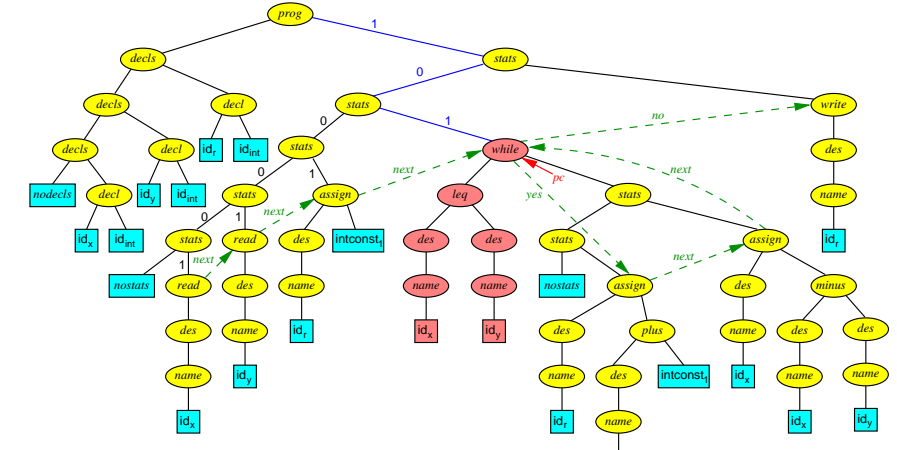 prog
1
decls stats
0
decls decl stats write
0 1 no
decls decl id_r id_int stats while des
0 1 next pc next
nodecls decl id_y id_int stats assign leq yes stats name
0 1 next
id_x id_int stats read des intconst_1 des des stats assign id_r
1 next next
nostats read des name name name nostats assign des minus
des name id_r id_x id_y des plus name des des
name id_y des intconst_1 id_x name name
name
id_x id_r name id_x id_y